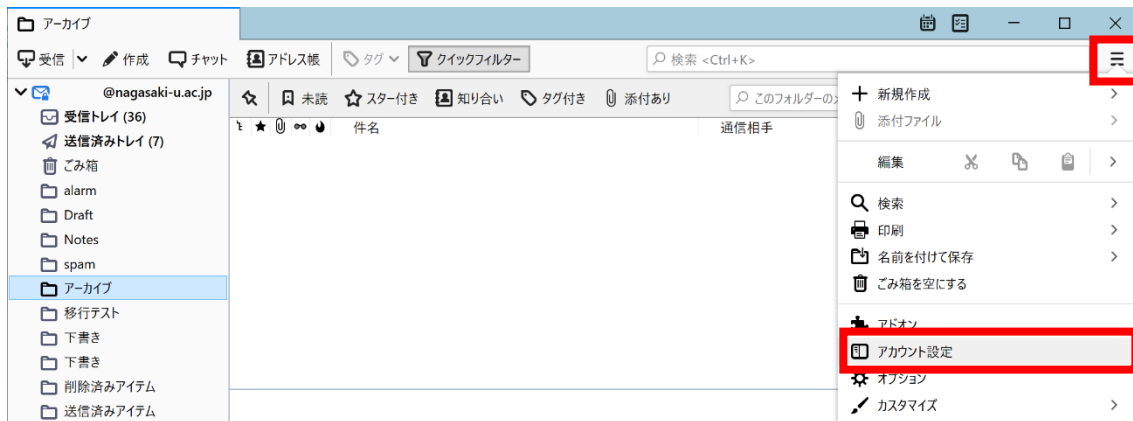 アーカイブ
受信 作成 チャット アドレス帳 タグ クイックフィルター 検索 <Ctrl+K>
@nagasaki-u.ac.jp
未読 スター付き 知り合い タグ付き 添付あり このフォルダーのメ
件名 通信相手
受信トレイ (36)
送信済みトレイ (7)
ごみ箱
alarm
Draft
Notes
spam
アーカイブ
移行テスト
下書き
下書き
削除済みアイテム
送信済みアイテム
新規作成
添付ファイル
編集
検索
印刷
名前を付けて保存
ごみ箱を空にする
アドオン
アカウント設定
オプション
カスタマイズ